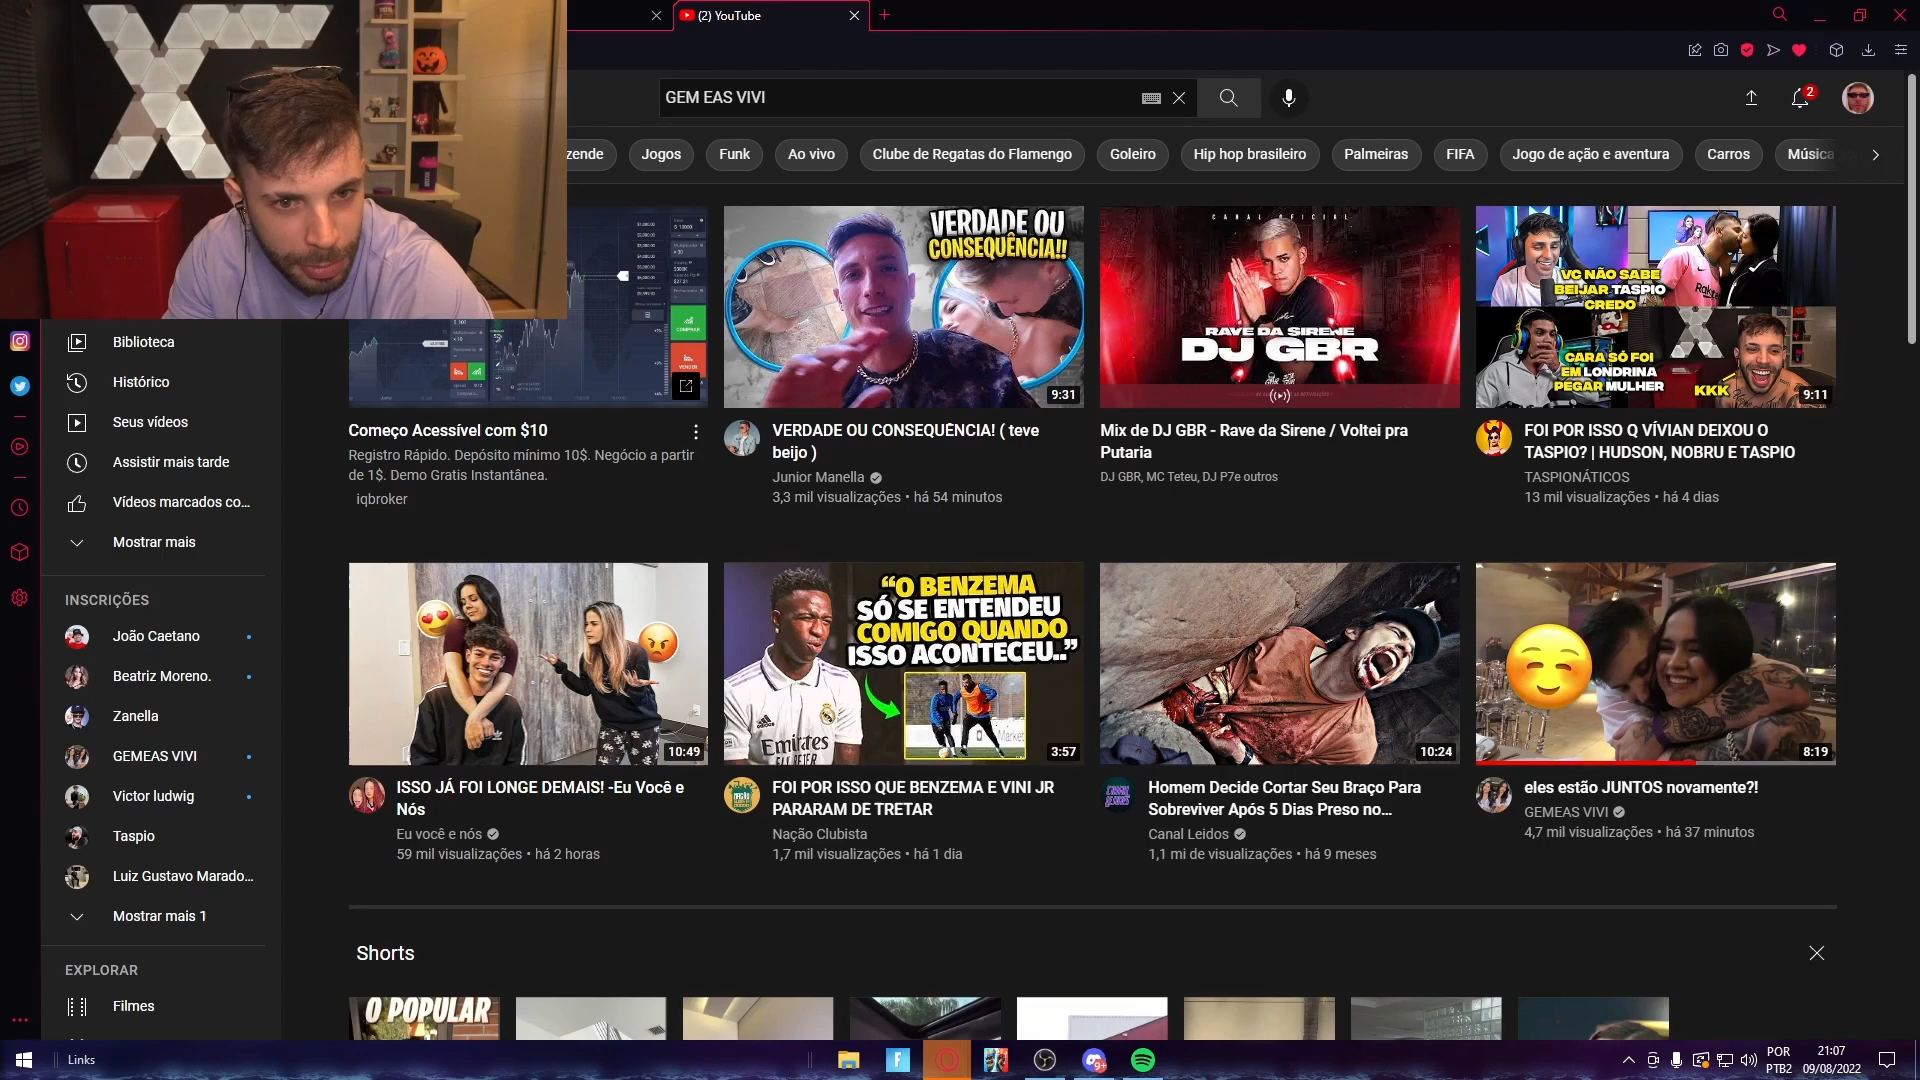 (2) YouTube
GEM EAS VIVI
2
zende
Jogos
Funk
Ao vivo
Clube de Regatas do Flamengo
Goleiro
Hip hop brasileiro
Palmeiras
FIFA
Jogo de ação e aventura
Carros
Música
COMPRAR
VENDER
VERDADE OU
CONSEQUÊNCIA!!
9:31
CANAL OFICIAL
RAVE DA SIRENE
DJ GBR
VC NÃO SABE
BEIJAR TASPIO
CREDO
CARA SÓ FOI
EM LONDRINA
PEGAR MULHER
KKK
9:11
Começo Acessível com $10
Registro Rápido. Depósito mínimo 10$. Negócio a partir
de 1$. Demo Gratis Instantânea.
iqbroker
VERDADE OU CONSEQUÊNCIA! ( teve
beijo )
Junior Manella
3,3 mil visualizações • há 54 minutos
Mix de DJ GBR - Rave da Sirene / Voltei pra
Putaria
DJ GBR, MC Teteu, DJ P7e outros
FOI POR ISSO Q VÍVIAN DEIXOU O
TASPIO? | HUDSON, NOBRU E TASPIO
TASPIONÁTICOS
13 mil visualizações • há 4 dias
Biblioteca
Histórico
Seus vídeos
Assistir mais tarde
Vídeos marcados co...
Mostrar mais
INSCRIÇÕES
João Caetano
Beatriz Moreno.
Zanella
GEMEAS VIVI
Victor ludwig
Taspio
Luiz Gustavo Marado...
Mostrar mais 1
EXPLORAR
Filmes
10:49
“O BENZEMA
SÓ SE ENTENDEU
COMIGO QUANDO
ISSO ACONTECEU..”
Emirates
FLY BETTER
Market
3:57
10:24
8:19
ISSO JÁ FOI LONGE DEMAIS! -Eu Você e
Nós
Eu você e nós
59 mil visualizações • há 2 horas
FOI POR ISSO QUE BENZEMA E VINI JR
PARARAM DE TRETAR
Nação Clubista
1,7 mil visualizações • há 1 dia
Homem Decide Cortar Seu Braço Para
Sobreviver Após 5 Dias Preso no...
Canal Leidos
1,1 mi de visualizações • há 9 meses
eles estão JUNTOS novamente?!
GEMEAS VIVI
4,7 mil visualizações • há 37 minutos
Shorts
O POPULAR
Links
9+
POR
PTB2
21:07
09/08/2022